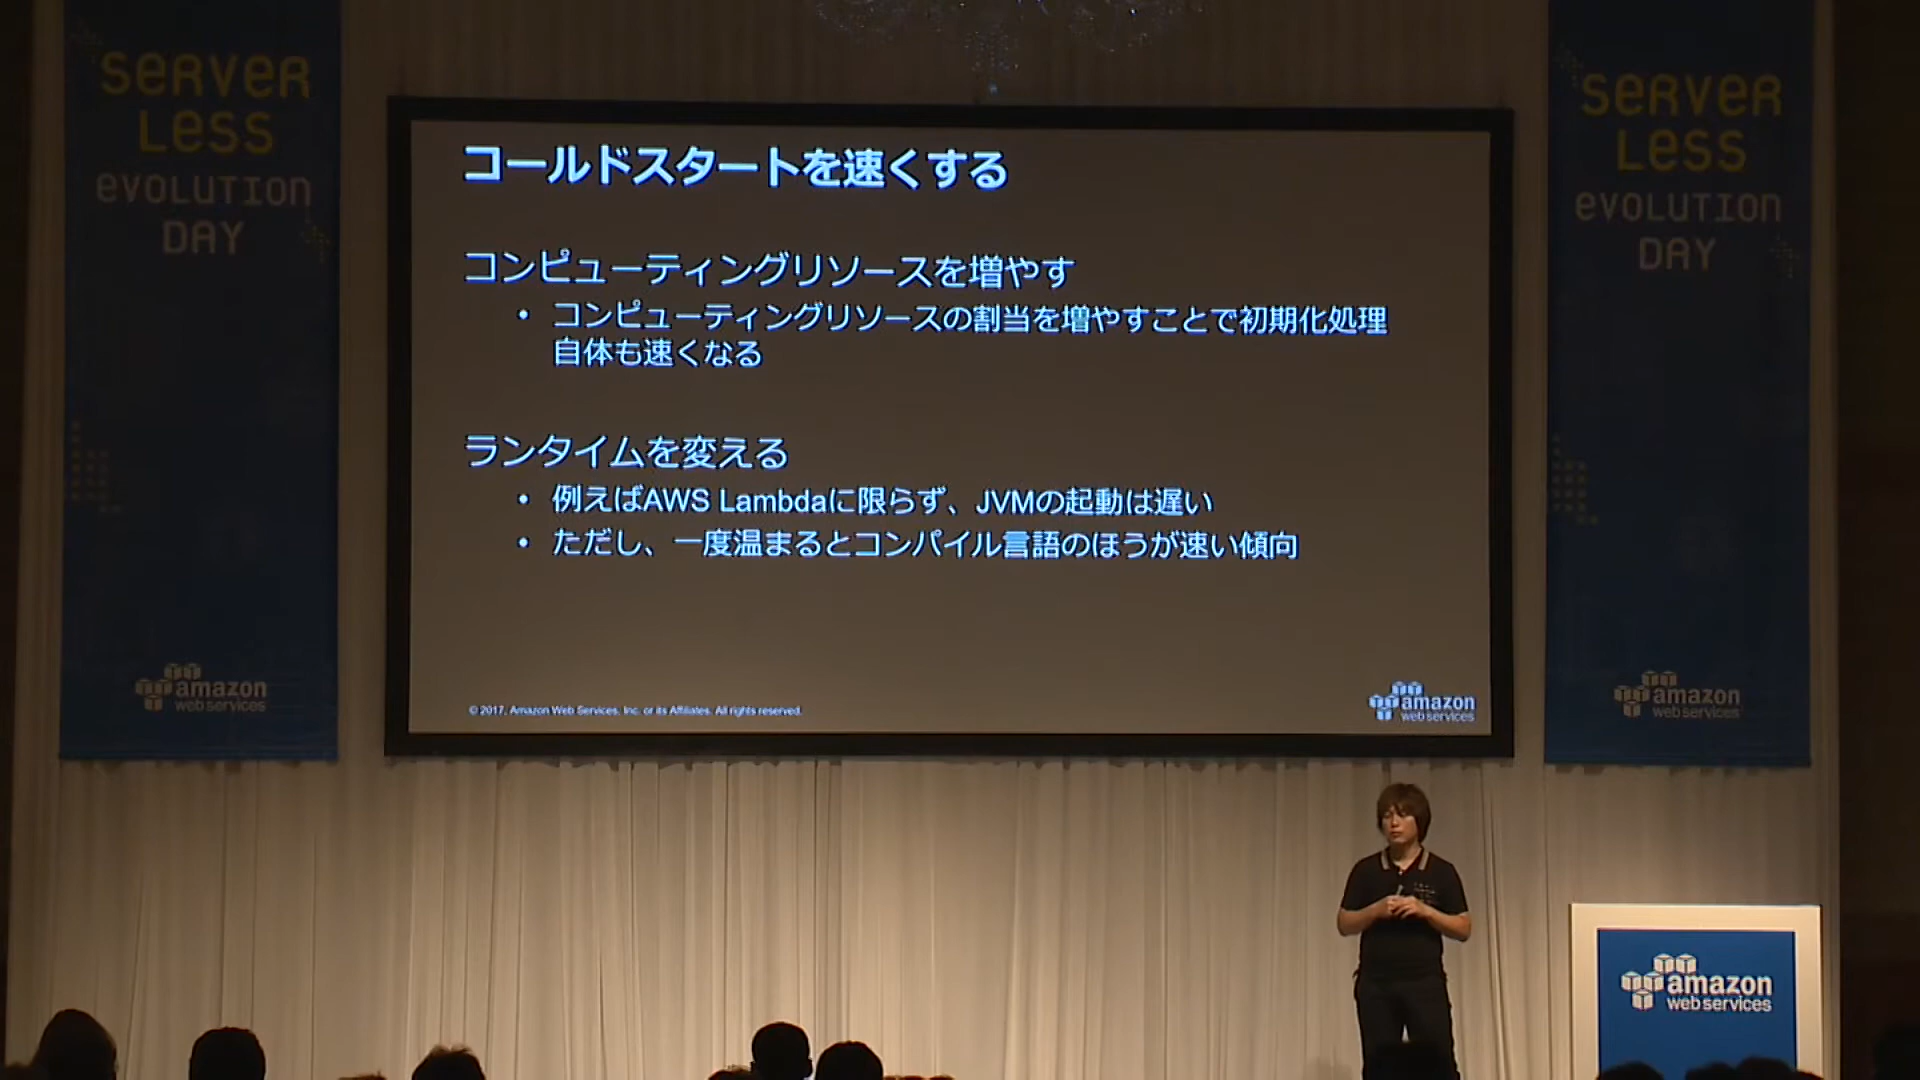 SERVER
LESS
EVOLUTION
DAY
amazon
web services
コールドスタートを速くする
コンピューティングリソースを増やす
• コンピューティングリソースの割当を増やすことで初期化処理
自体も速くなる
ランタイムを変える
• 例えばAWS Lambdaに限らず、JVMの起動は遅い
• ただし、一度温まるとコンパイル言語のほうが速い傾向
© 2017, Amazon Web Services, Inc. or its Affiliates. All rights reserved.
amazon
web services
SERVER
LESS
EVOLUTION
DAY
amazon
web services
amazon
web services